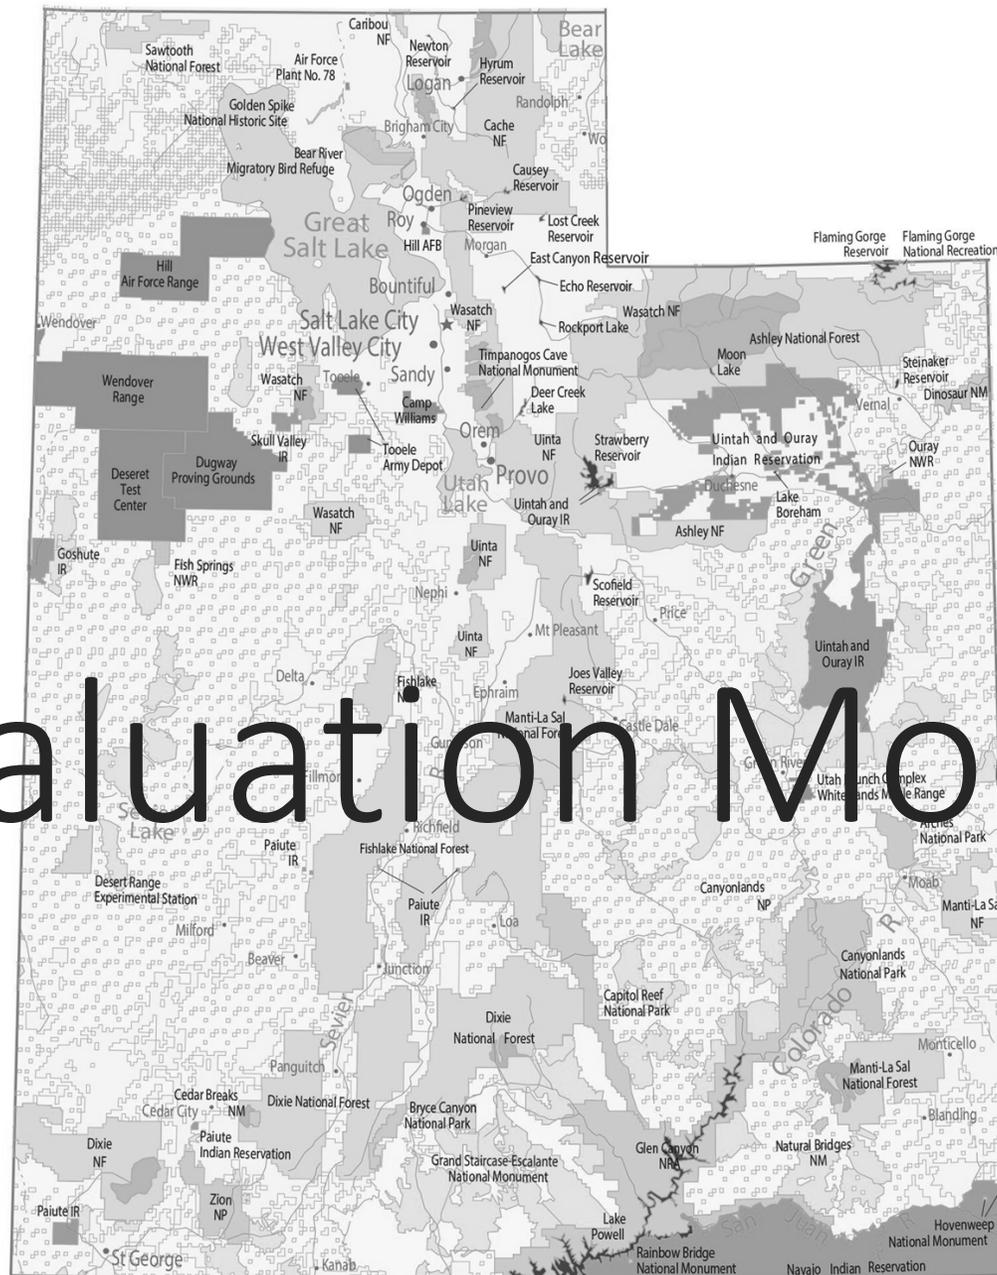 Caribou
NF
Bear
Lake
Sawtooth
National Forest
Newton
Reservoir
Air Force
Plant No. 78
Hyrum
Reservoir
Logan
Golden Spike
National Historic Site
Randolph
Brigham City
Cache
NF
Wo
Bear River
Migratory Bird Refuge
Causey
Reservoir
Ogden
Great
Salt Lake
Roy
Pineview
Reservoir
Lost Creek
Reservoir
Hill AFB
Morgan
Flaming Gorge
Reservoir
Flaming Gorge
National Recreation
East Canyon Reservoir
Hill
Air Force Range
Bountiful
Echo Reservoir
Wendover
Salt Lake City
Wasatch
NF
Wasatch NF
Rockport Lake
Ashley National Forest
West Valley City
Timpanogos Cave
National Monument
Moon
Lake
Steinaker
Reservoir
Wendover
Range
Wasatch
NF
Tooele
Sandy
Deer Creek
Lake
Vernal
Dinosaur NM
Camp
Williams
Orem
Skull Valley
IR
Tooele
Army Depot
Uinta
NF
Strawberry
Reservoir
Uintah and Ouray
Indian Reservation
Ouray
NWR
Deseret
Test
Center
Dugway
Proving Grounds
Provo
Utah
Lake
Duchesne
Uintah and
Ouray IR
Lake
Boreham
Wasatch
NF
Ashley NF
Green
Goshute
IR
Fish Springs
NWR
Uinta
NF
Scofield
Reservoir
Nephi
Price
Mt Pleasant
Uinta
NF
Uintah and
Ouray IR
Delta
Fishlake
Ephraim
Joes Valley
Reservoir
Manti-La Sal
Castle Dale
aluation Mo
Richfield
Arches
National Park
Paiute
IR
Fishlake National Forest
Moab
Desert Range
Experimental Station
Paiute
IR
Canyonlands
NP
Manti-La Sa
NF
Milford
Loa
R
Beaver
Junction
Canyonlands
National Park
Capitol Reef
National Park
Sevier
Dixie
National Forest
Colorado
Monticello
Panguitch
Manti-La Sal
National Forest
Cedar Breaks
NM
Cedar City
Dixie National Forest
Bryce Canyon
National Park
Blanding
Dixie
NF
Paiute
Indian Reservation
Glen Canyon
NRA
Natural Bridges
NM
Grand Staircase-Escalante
National Monument
Zion
NP
Paiute IR
Lake
Powell
San Juan R
Hovenweep
National Monument
St George
Kanab
Rainbow Bridge
National Monument
Navajo Indian Reservation